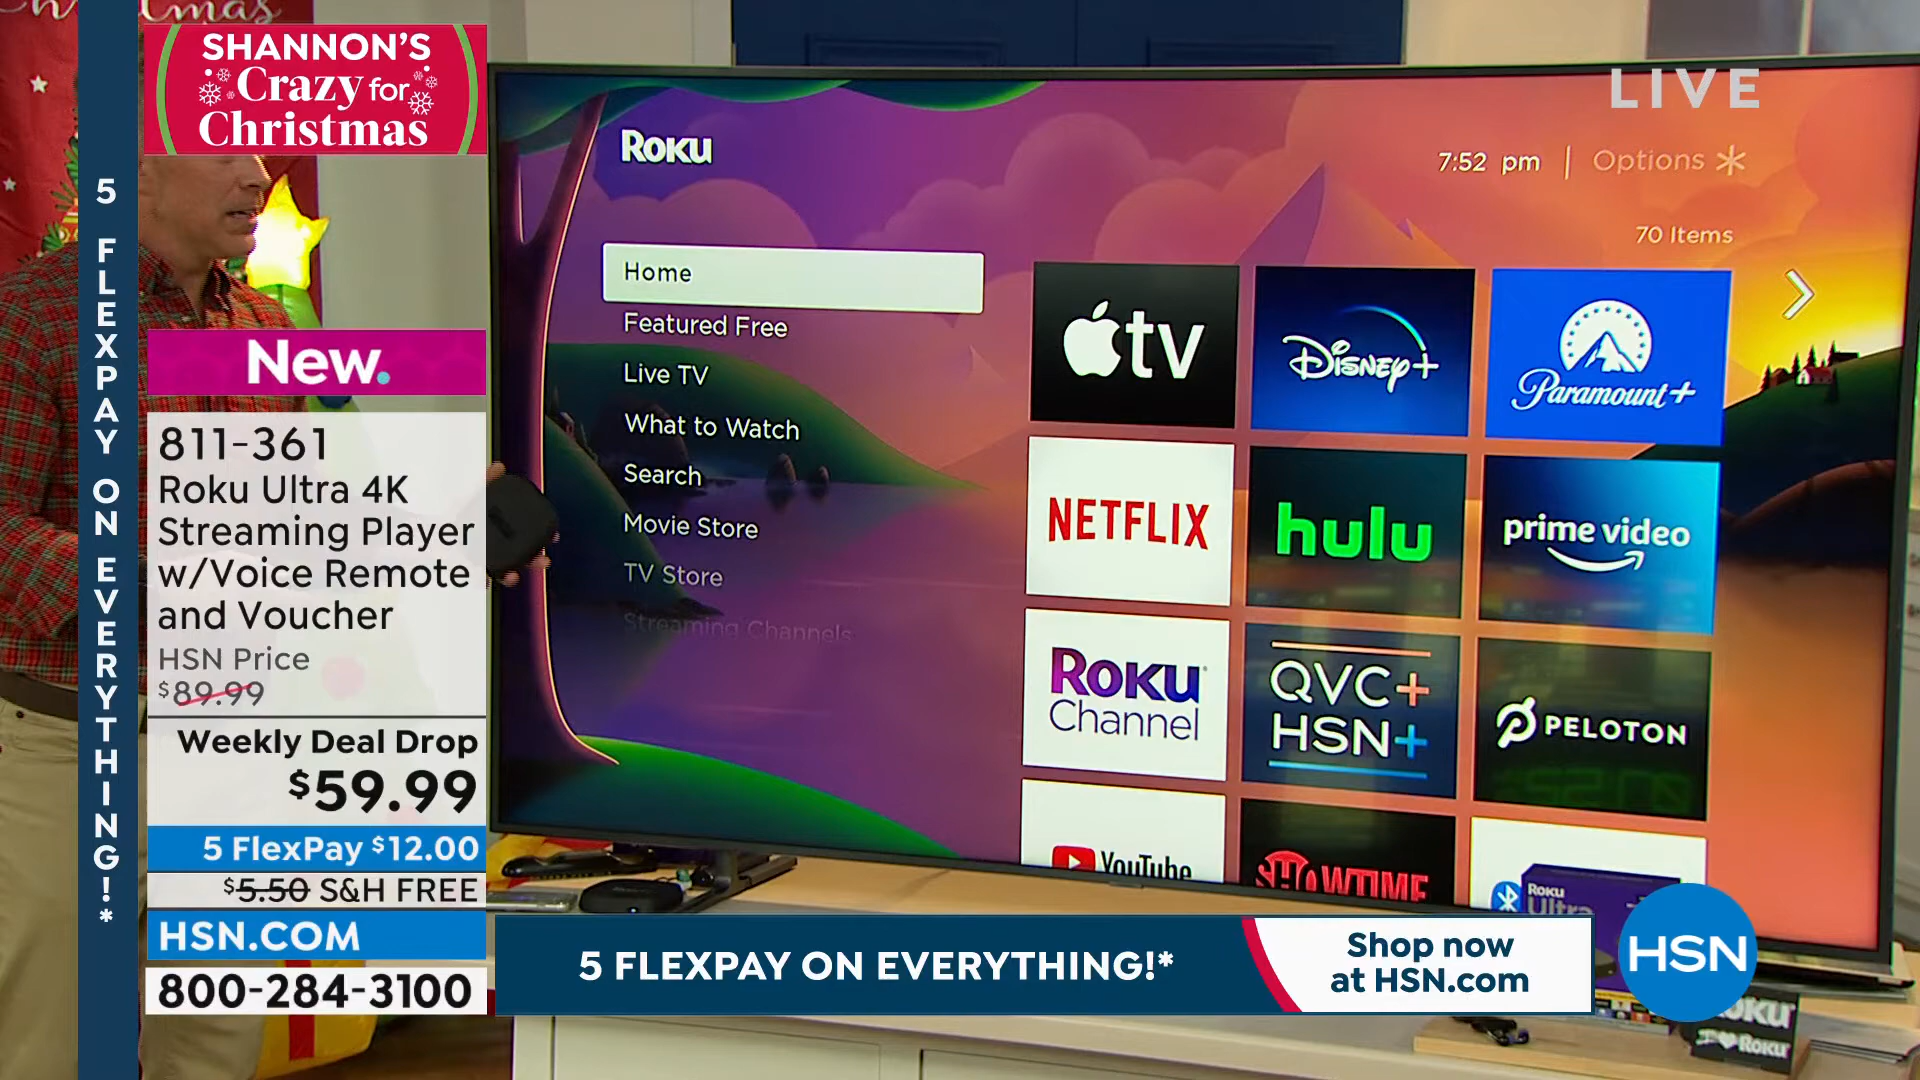 SHANNON'S
Crazy for
Christmas
5 FLEXPAY ON EVERYTHING!*
New.
811-361
Roku Ultra 4K
Streaming Player
w/Voice Remote
and Voucher
HSN Price
$89.99
Weekly Deal Drop
$59.99
5 FlexPay $12.00
$5.50 S&H FREE
HSN.COM
800-284-3100
LIVE
Roku
7:52 pm | Options *
70 Items
Home
Featured Free
Live TV
What to Watch
Search
Movie Store
TV Store
Streaming Channels
tv
Disney+
Paramount+
NETFLIX
hulu
prime video
Roku
Channel
QVC+
HSN+
PELOTON
YouTube
SHOWTIME
Roku
Ultra
5 FLEXPAY ON EVERYTHING!*
Shop now
at HSN.com
HSN
Roku
Roku